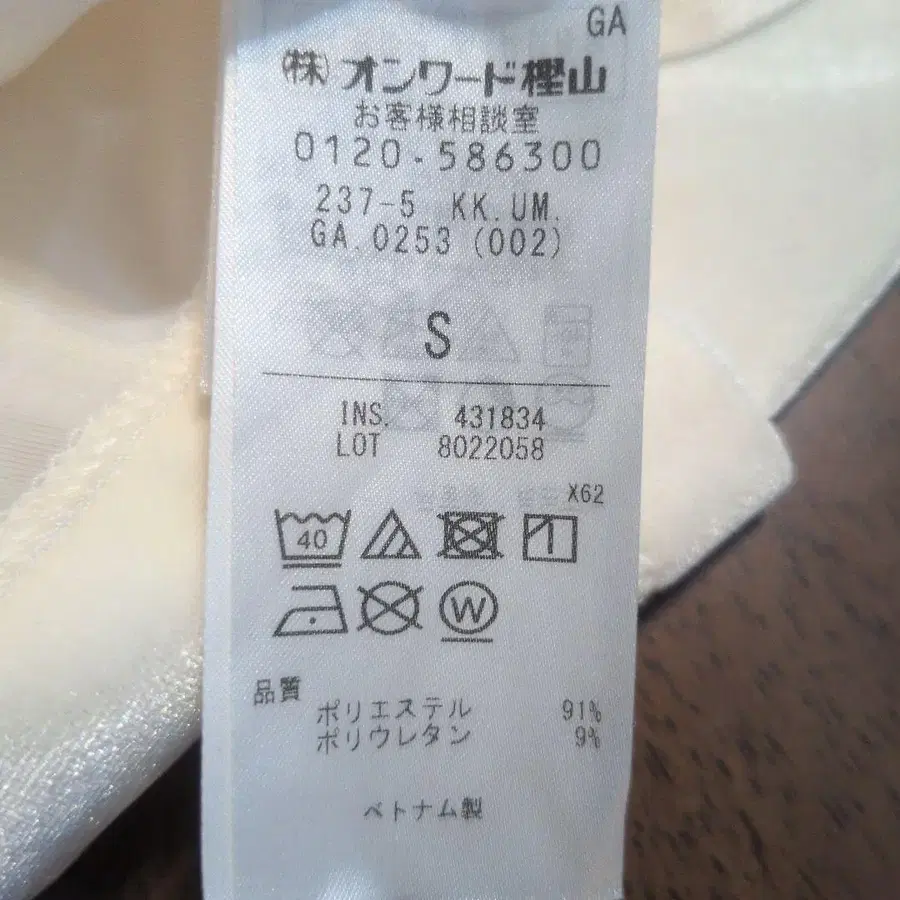 GA
㈱オンワード樫山
お客様相談室
0120-586300
237-5 KK.UM.
GA.0253 (002)
S
INS. 431834
LOT 8022058
X62
40
W
品質
ポリエステル 91%
ポリウレタン 9%
ベトナム製